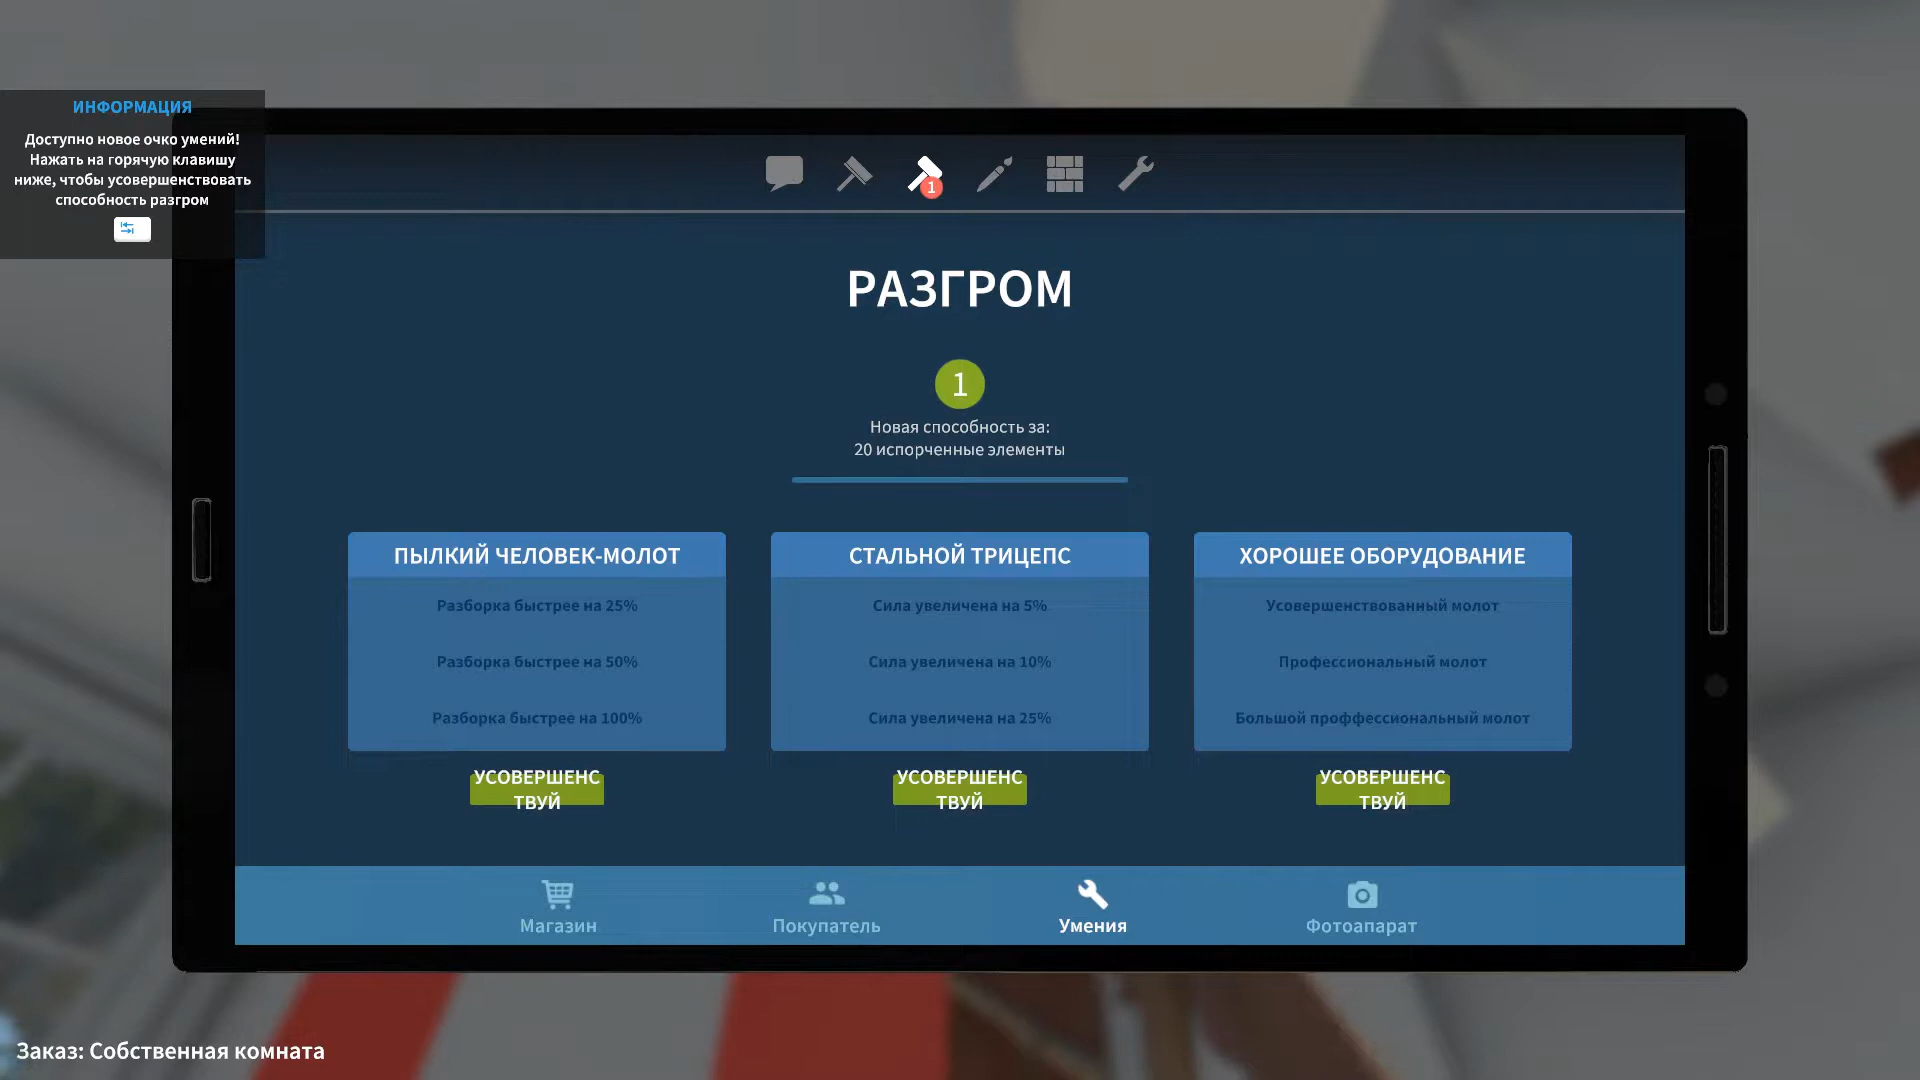 ИНФОРМАЦИЯ
Доступно новое очко умений!
Нажать на горячую клавишу
ниже, чтобы усовершенствовать
способность разгром
1
РАЗГРОМ
1
Новая способность за:
20 испорченные элементы
ПЫЛКИЙ ЧЕЛОВЕК-МОЛОТ
Разборка быстрее на 25%
Разборка быстрее на 50%
Разборка быстрее на 100%
УСОВЕРШЕНС
ТВУЙ
СТАЛЬНОЙ ТРИЦЕПС
Сила увеличена на 5%
Сила увеличена на 10%
Сила увеличена на 25%
УСОВЕРШЕНС
ТВУЙ
ХОРОШЕЕ ОБОРУДОВАНИЕ
Усовершенствованный молот
Профессиональный молот
Большой проффессиональный молот
УСОВЕРШЕНС
ТВУЙ
Магазин
Покупатель
Умения
Фотоапарат
Заказ: Собственная комната